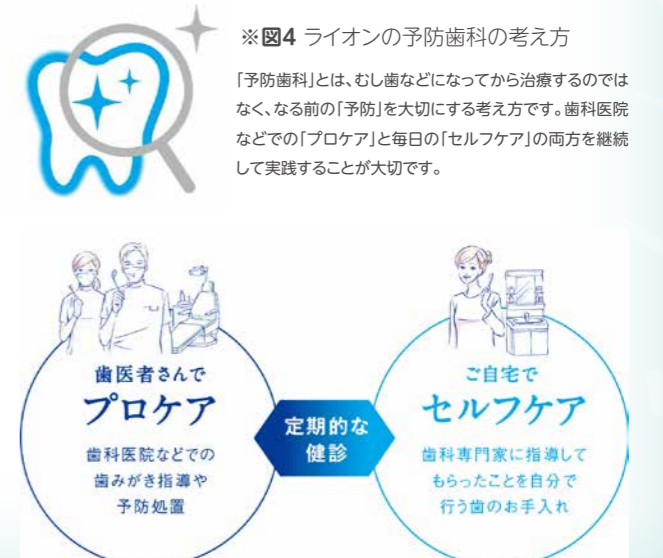 ※図4 ライオンの予防歯科の考え方
「予防歯科」とは、むし歯などになってから治療するのでは
なく、なる前の「予防」を大切にする考え方です。歯科医院
などでの「プロケア」と毎日の「セルフケア」の両方を継続
して実践することが大切です。
歯医者さんで
プロケア
歯科医院などでの
歯みがき指導や
予防処置
定期的な
健診
ご自宅で
セルフケア
歯科専門家に指導して
もらったことを自分で
行う歯のお手入れ